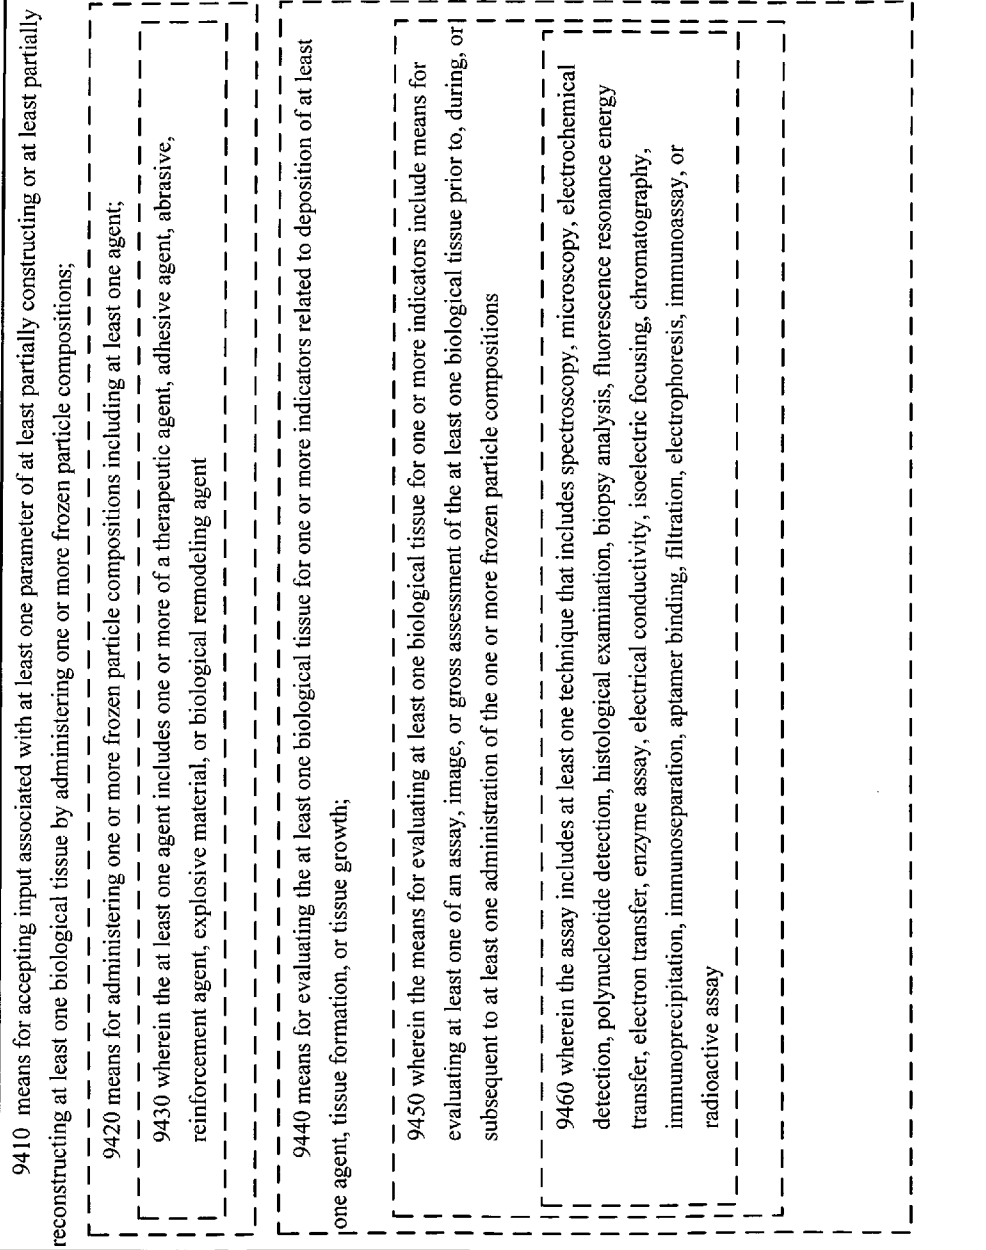 9410 means for accepting input associated with at least one parameter of at least partially constructing or at least partially
reconstructing at least one biological tissue by administering one or more frozen particle compositions;
9420 means for administering one or more frozen particle compositions including at least one agent;
9430 wherein the at least one agent includes one or more of a therapeutic agent, adhesive agent, abrasive,
reinforcement agent, explosive material, or biological remodeling agent
9440 means for evaluating the at least one biological tissue for one or more indicators related to deposition of at least
one agent, tissue formation, or tissue growth;
9450 wherein the means for evaluating at least one biological tissue for one or more indicators include means for
evaluating at least one of an assay, image, or gross assessment of the at least one biological tissue prior to, during, or
subsequent to at least one administration of the one or more frozen particle compositions
9460 wherein the assay includes at least one technique that includes spectroscopy, microscopy, electrochemical
detection, polynucleotide detection, histological examination, biopsy analysis, fluorescence resonance energy
transfer, electron transfer, enzyme assay, electrical conductivity, isoelectric focusing, chromatography,
immunoprecipitation, immunoseparation, aptamer binding, filtration, electrophoresis, immunoassay, or
radioactive assay